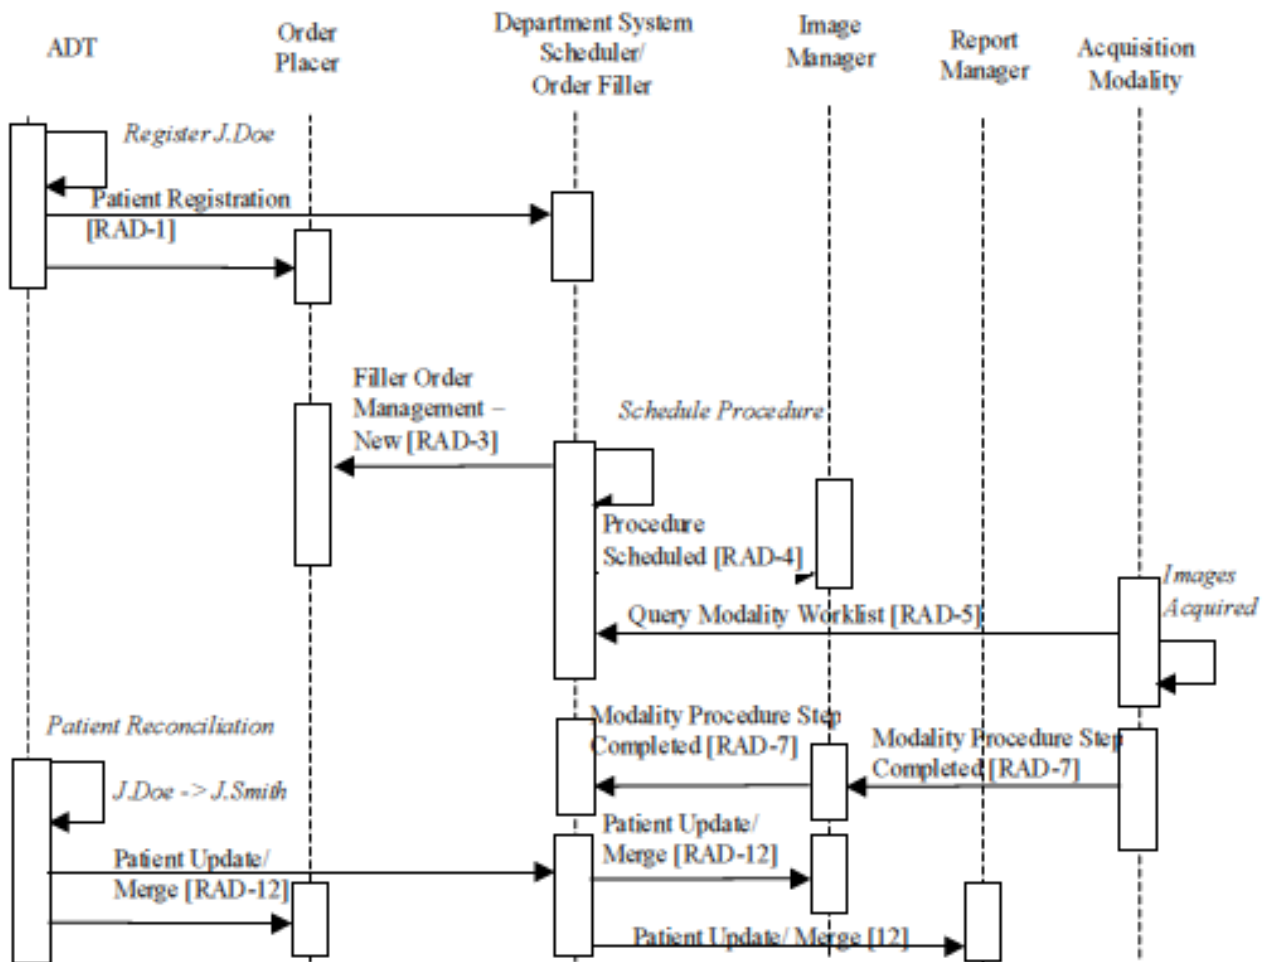 ADT
Order
Placer
Department System
Scheduler/
Order Filler
Image
Manager
Report
Manager
Acquisition
Modality
Register J.Doe
Patient Registration
[RAD-1]
Filler Order
Management –
New [RAD-3]
Schedule Procedure
Procedure
Scheduled [RAD-4]
Images
Acquired
Query Modality Worklist [RAD-5]
Patient Reconciliation
Modality Procedure Step
Completed [RAD-7]
Modality Procedure Step
Completed [RAD-7]
J.Doe -> J.Smith
Patient Update/
Merge [RAD-12]
Patient Update/
Merge [RAD-12]
Patient Update/ Merge [12]